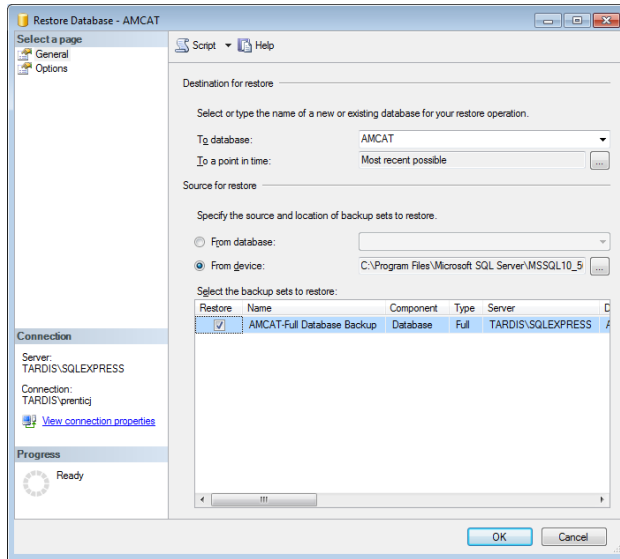 Restore Database - AMCAT
Select a page
General
Options
Script Help
Destination for restore
Select or type the name of a new or existing database for your restore operation.
To database: AMCAT
To a point in time: Most recent possible ...
Source for restore
Specify the source and location of backup sets to restore.
From database:
From device: C:\Program Files\Microsoft SQL Server\MSSQL10_5 ...
Select the backup sets to restore:
Restore Name Component Type Server D
AMCAT-Full Database Backup Database Full TARDIS\SQLEXPRESS A
Connection
Server:
TARDIS\SQLEXPRESS
Connection:
TARDIS\prenticj
View connection properties
Progress
Ready
OK Cancel